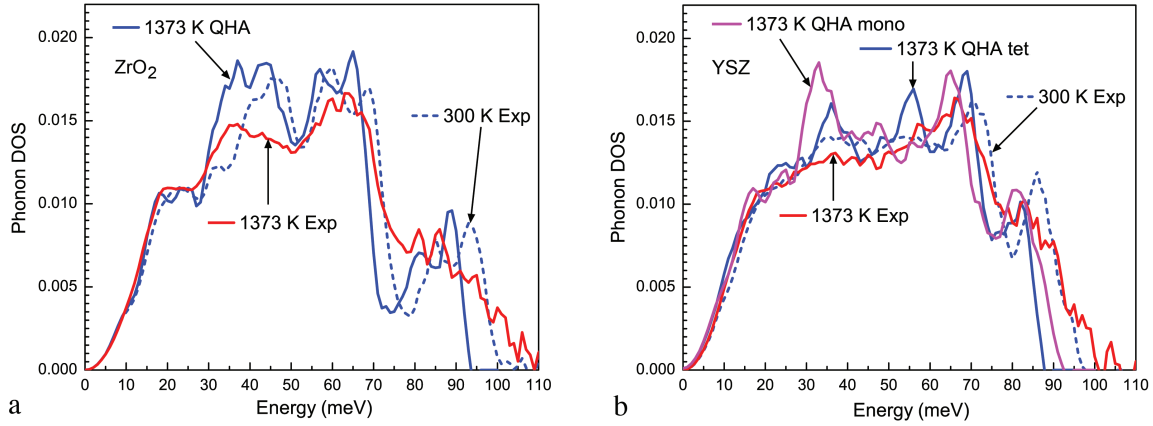 1373 K QHA
ZrO2
300 K Exp
1373 K Exp
Phonon DOS
0.020
0.015
0.010
0.005
0.000
0 10 20 30 40 50 60 70 80 90 100 110
Energy (meV)
a
1373 K QHA mono
1373 K QHA tet
YSZ
300 K Exp
1373 K Exp
Phonon DOS
0.020
0.015
0.010
0.005
0.000
0 10 20 30 40 50 60 70 80 90 100 110
Energy (meV)
b